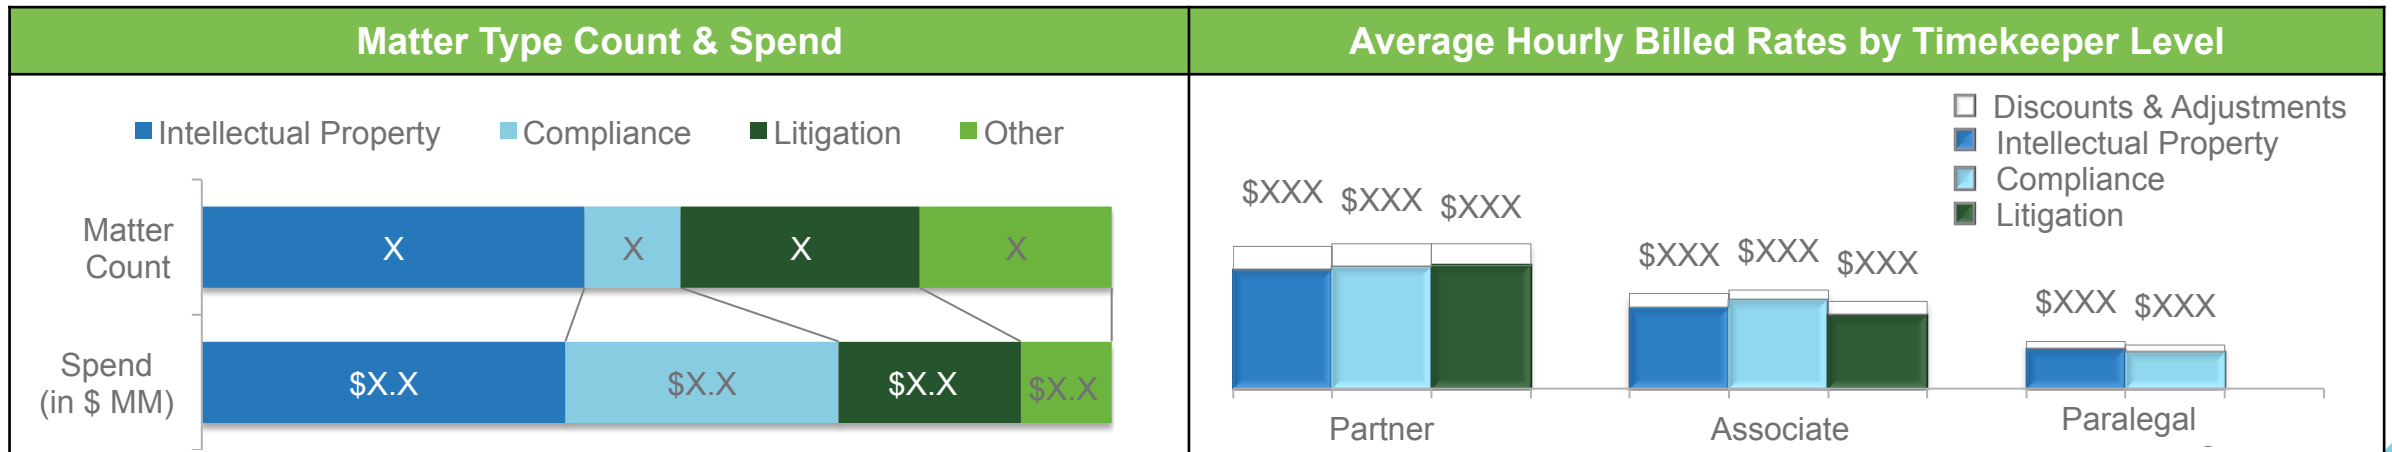 Matter Type Count & Spend
Intellectual Property
Compliance
Litigation
Other
Matter
Count
X
X
X
X
Spend
(in $ MM)
$X.X
$X.X
$X.X
$X.X
Average Hourly Billed Rates by Timekeeper Level
Discounts & Adjustments
Intellectual Property
Compliance
Litigation
$XXX
$XXX
$XXX
$XXX
$XXX
$XXX
$XXX
$XXX
Partner
Associate
Paralegal